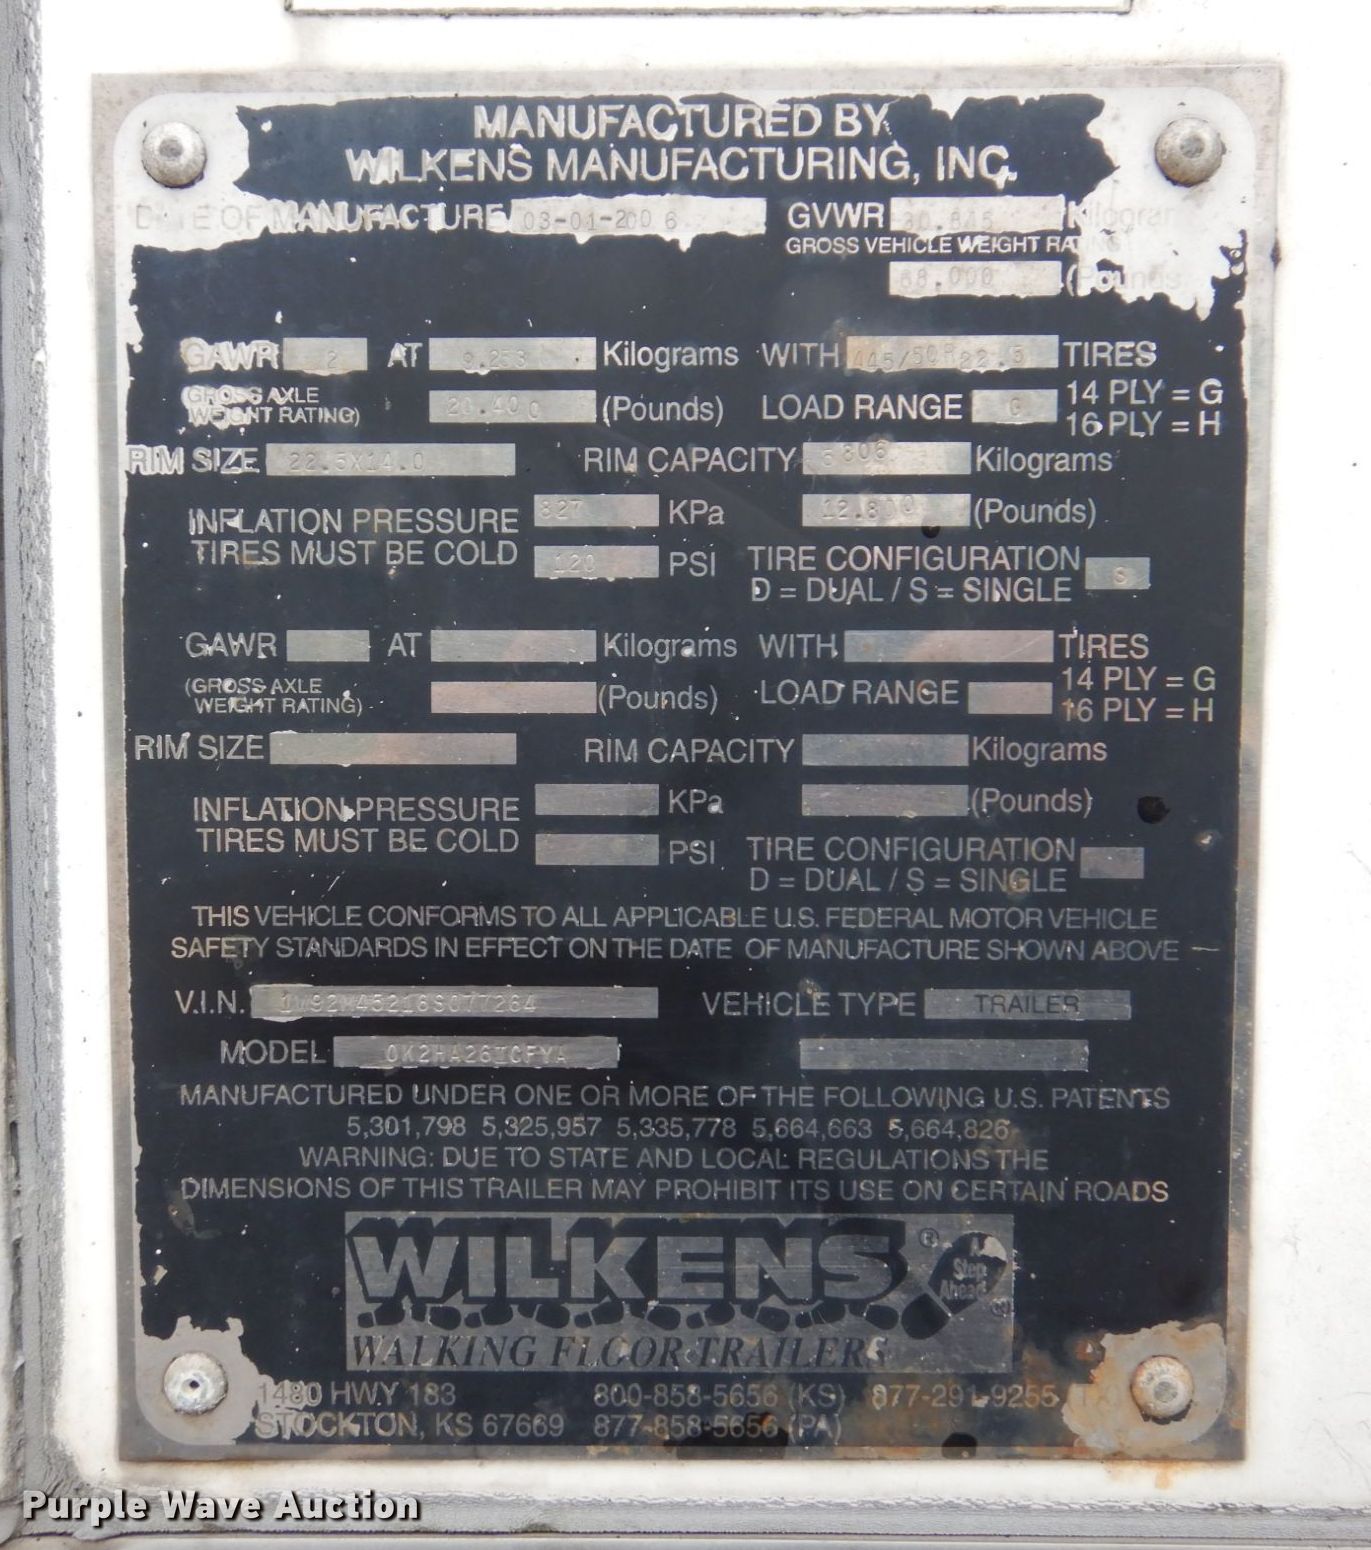 MANUFACTURED BY
WILKENS MANUFACTURING, INC.
DATE OF MANUFACTURE 03-01-2006 GVWR 30,845 Kilograms
GROSS VEHICLE WEIGHT RATING
68,000 (Pounds
GAWR 2 AT 9,253 Kilograms WITH 445/50R22.5 TIRES
(GROSS AXLE WEIGHT RATING) 20,400 (Pounds) LOAD RANGE 14 PLY = G
16 PLY = H
RIM SIZE 22.5X14.0 RIM CAPACITY 5806 Kilograms
INFLATION PRESSURE 827 KPa 12,800 (Pounds)
TIRES MUST BE COLD 120 PSI TIRE CONFIGURATION S
D = DUAL / S = SINGLE
GAWR AT Kilograms WITH TIRES
(GROSS AXLE WEIGHT RATING) (Pounds) LOAD RANGE 14 PLY = G
16 PLY = H
RIM SIZE RIM CAPACITY Kilograms
INFLATION PRESSURE KPa (Pounds)
TIRES MUST BE COLD PSI TIRE CONFIGURATION
D = DUAL / S = SINGLE
THIS VEHICLE CONFORMS TO ALL APPLICABLE U.S. FEDERAL MOTOR VEHICLE
SAFETY STANDARDS IN EFFECT ON THE DATE OF MANUFACTURE SHOWN ABOVE
V.I.N. VEHICLE TYPE TRAILER
MODEL
MANUFACTURED UNDER ONE OR MORE OF THE FOLLOWING U.S. PATENTS
5,301,798 5,325,957 5,335,778 5,664,663 5,664,826
WARNING: DUE TO STATE AND LOCAL REGULATIONS THE
DIMENSIONS OF THIS TRAILER MAY PROHIBIT ITS USE ON CERTAIN ROADS
WILKENS ® A Step Ahead
WALKING FLOOR TRAILERS
1480 HWY 183 800-858-5656 (KS) 877-291-9255
STOCKTON, KS 67669 877-858-5656 (PA)
Purple Wave Auction